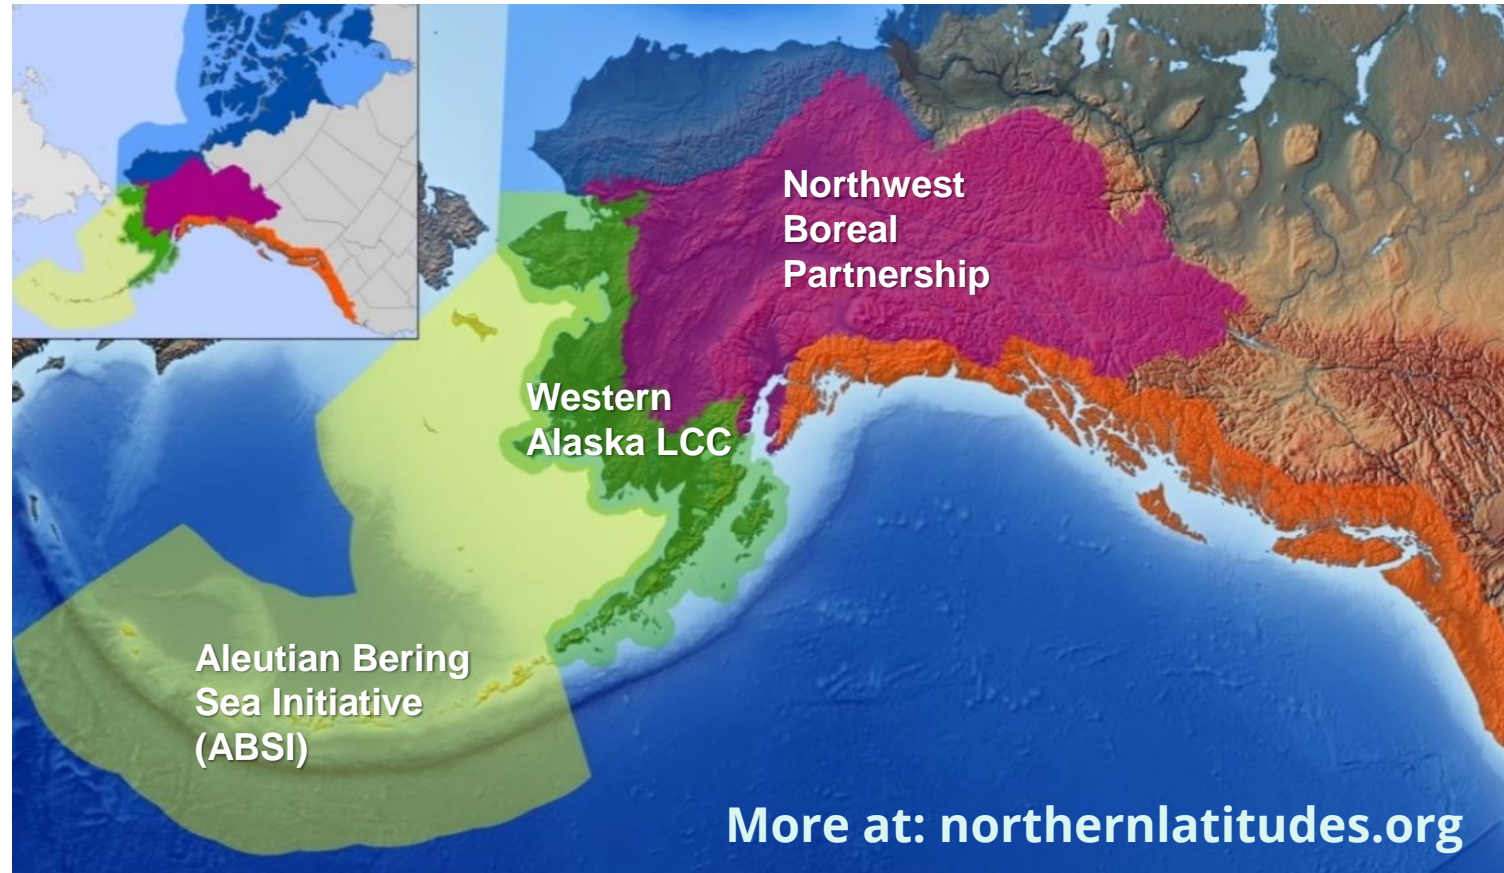 Northwest
Boreal
Partnership
Western
Alaska LCC
Aleutian Bering
Sea Initiative
(ABSI)
More at: northernlatitudes.org